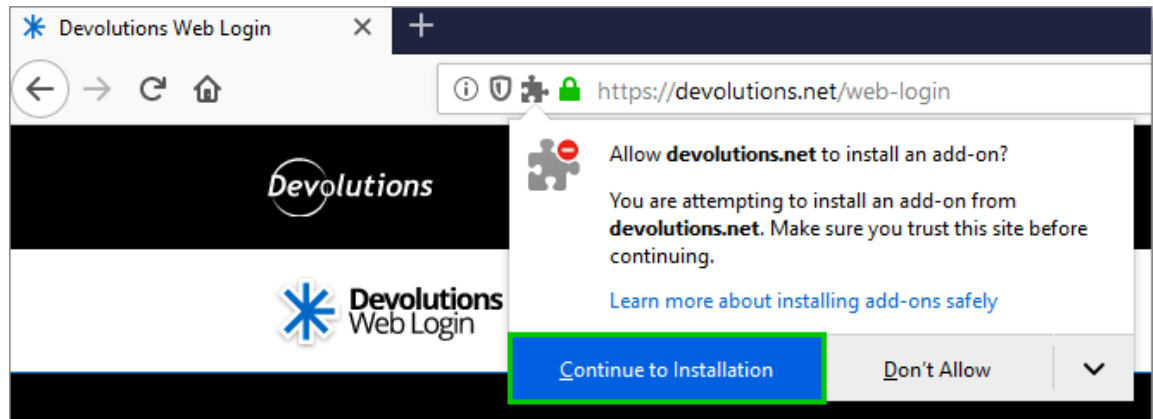 Devolutions Web Login
https://devolutions.net/web-login
Allow devolutions.net to install an add-on?
You are attempting to install an add-on from
devolutions.net. Make sure you trust this site before
continuing.
Learn more about installing add-ons safely
Continue to Installation
Don't Allow
Devolutions
Devolutions
Web Login